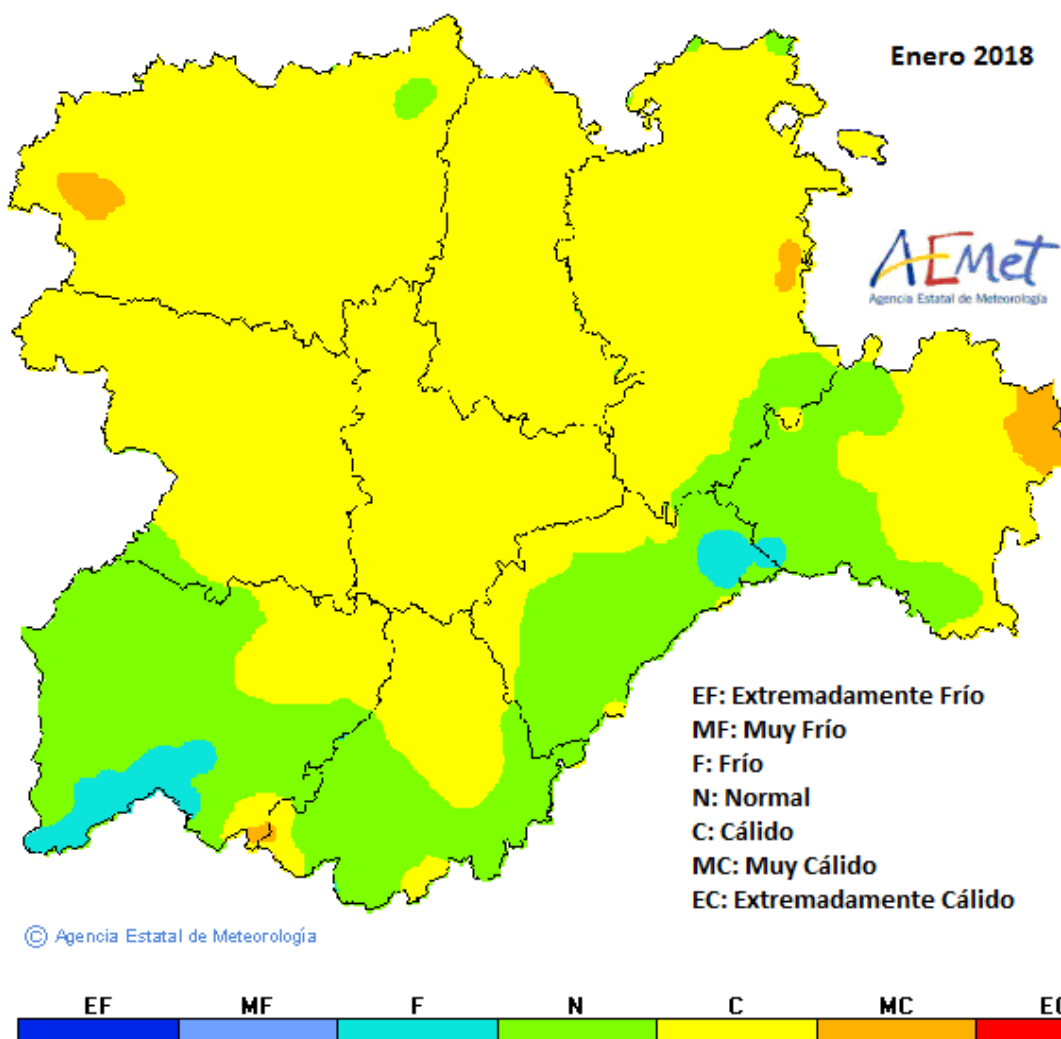 Enero 2018
AEMet
Agencia Estatal de Meteorología
EF: Extremadamente Frío
MF: Muy Frío
F: Frío
N: Normal
C: Cálido
MC: Muy Cálido
EC: Extremadamente Cálido
© Agencia Estatal de Meteorología
EF MF F N C MC EC